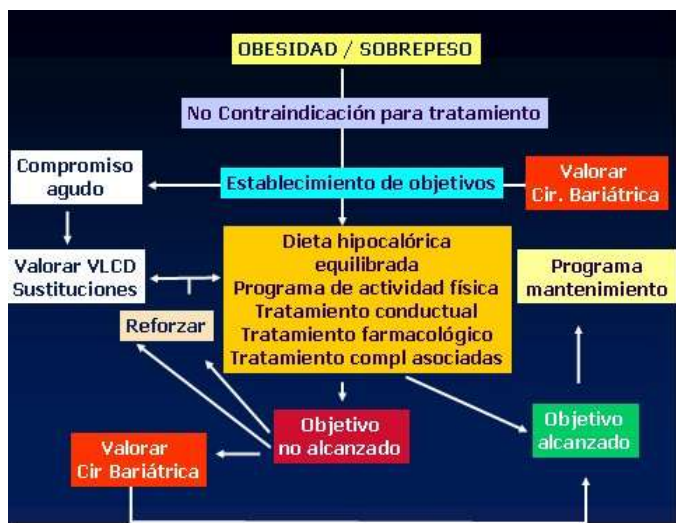 OBESIDAD / SOBREPESO
No Contraindicación para tratamiento
Compromiso
agudo
Establecimiento de objetivos
Valorar
Cir. Bariátrica
Valorar VLCD
Sustituciones
Dieta hipocalórica
equilibrada
Programa de actividad física
Tratamiento conductual
Tratamiento farmacológico
Tratamiento compl asociadas
Programa
mantenimiento
Reforzar
Objetivo
no alcanzado
Objetivo
alcanzado
Valorar
Cir Bariátrica